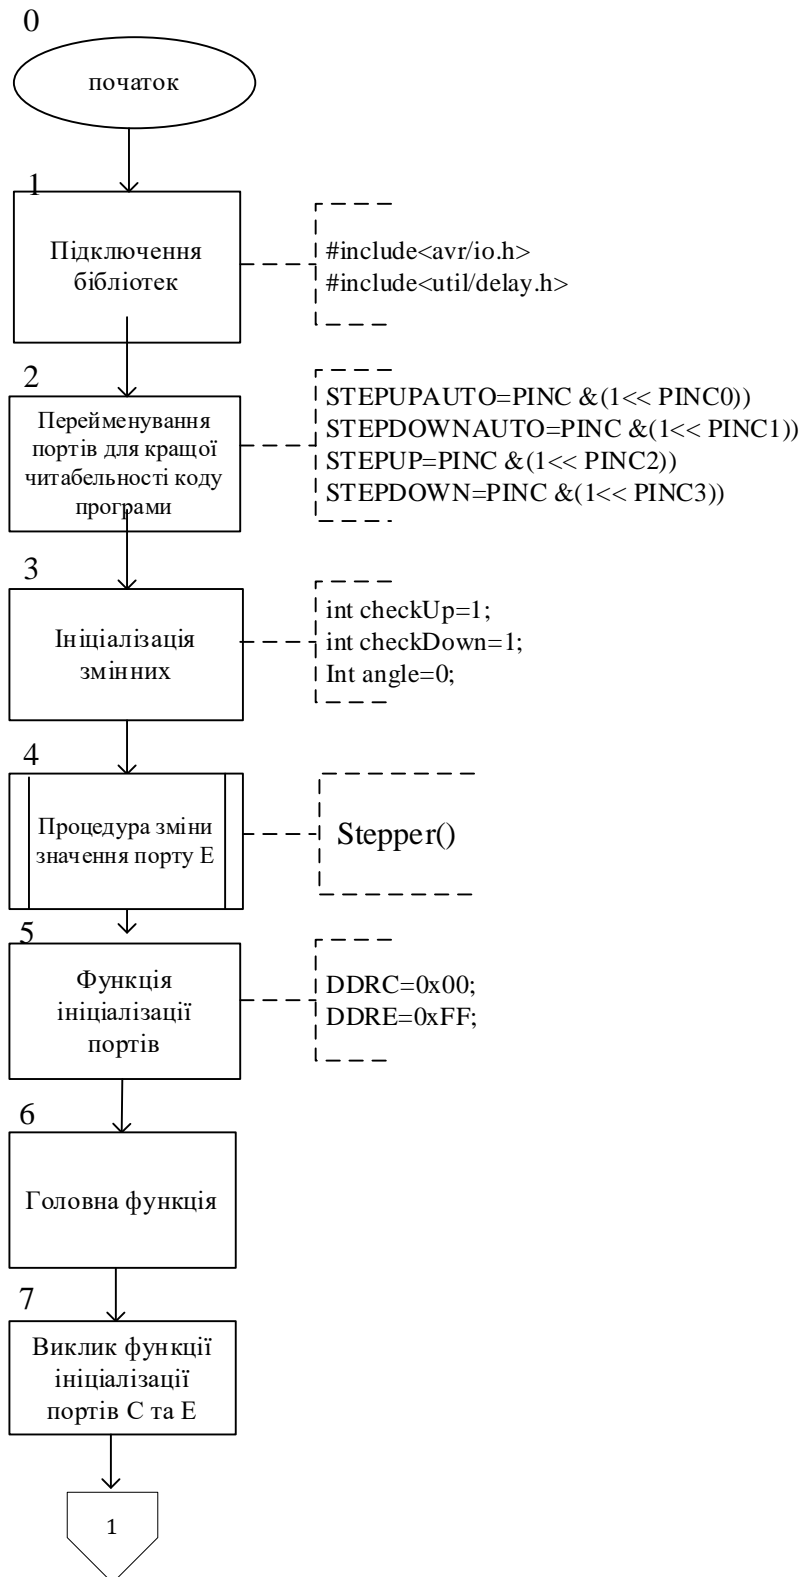 0
початок
1
Підключення
бібліотек
#include<avr/io.h>
#include<util/delay.h>
2
Перейменування
портів для кращої
читабельності коду
програми
STEPUPAUTO=PINC &(1<< PINC0))
STEPDOWNAUTO=PINC &(1<< PINC1))
STEPUP=PINC &(1<< PINC2))
STEPDOWN=PINC &(1<< PINC3))
3
Ініціалізація
змінних
int checkUp=1;
int checkDown=1;
Int angle=0;
4
Процедура зміни
значення порту E
Stepper()
5
Функція
ініціалізації
портів
DDRC=0x00;
DDRE=0xFF;
6
Головна функція
7
Виклик функції
ініціалізації
портів C та E
1